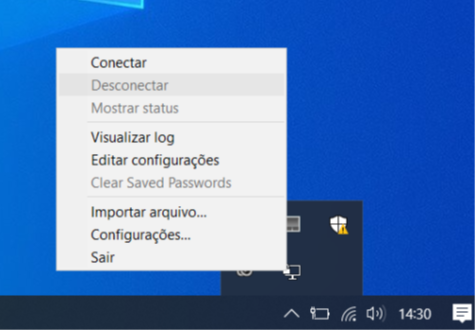 Conectar
Desconectar
Mostrar status
Visualizar log
Editar configurações
Clear Saved Passwords
Importar arquivo...
Configurações...
Sair
14:30